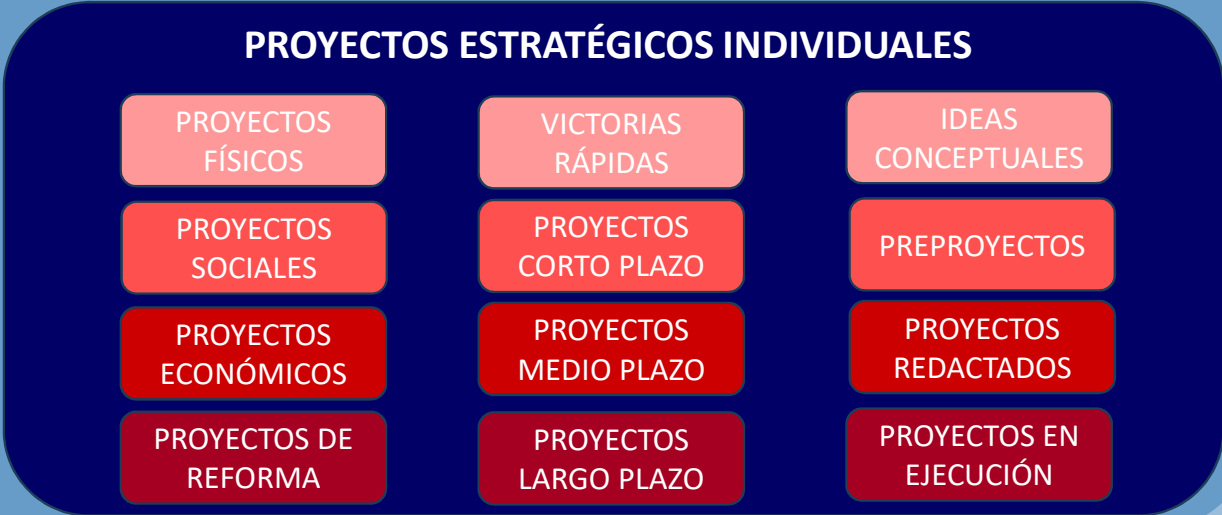 PROYECTOS ESTRATÉGICOS INDIVIDUALES
PROYECTOS
FÍSICOS
VICTORIAS
RÁPIDAS
IDEAS
CONCEPTUALES
PROYECTOS
SOCIALES
PROYECTOS
CORTO PLAZO
PREPROYECTOS
PROYECTOS
ECONÓMICOS
PROYECTOS
MEDIO PLAZO
PROYECTOS
REDACTADOS
PROYECTOS DE
REFORMA
PROYECTOS
LARGO PLAZO
PROYECTOS EN
EJECUCIÓN